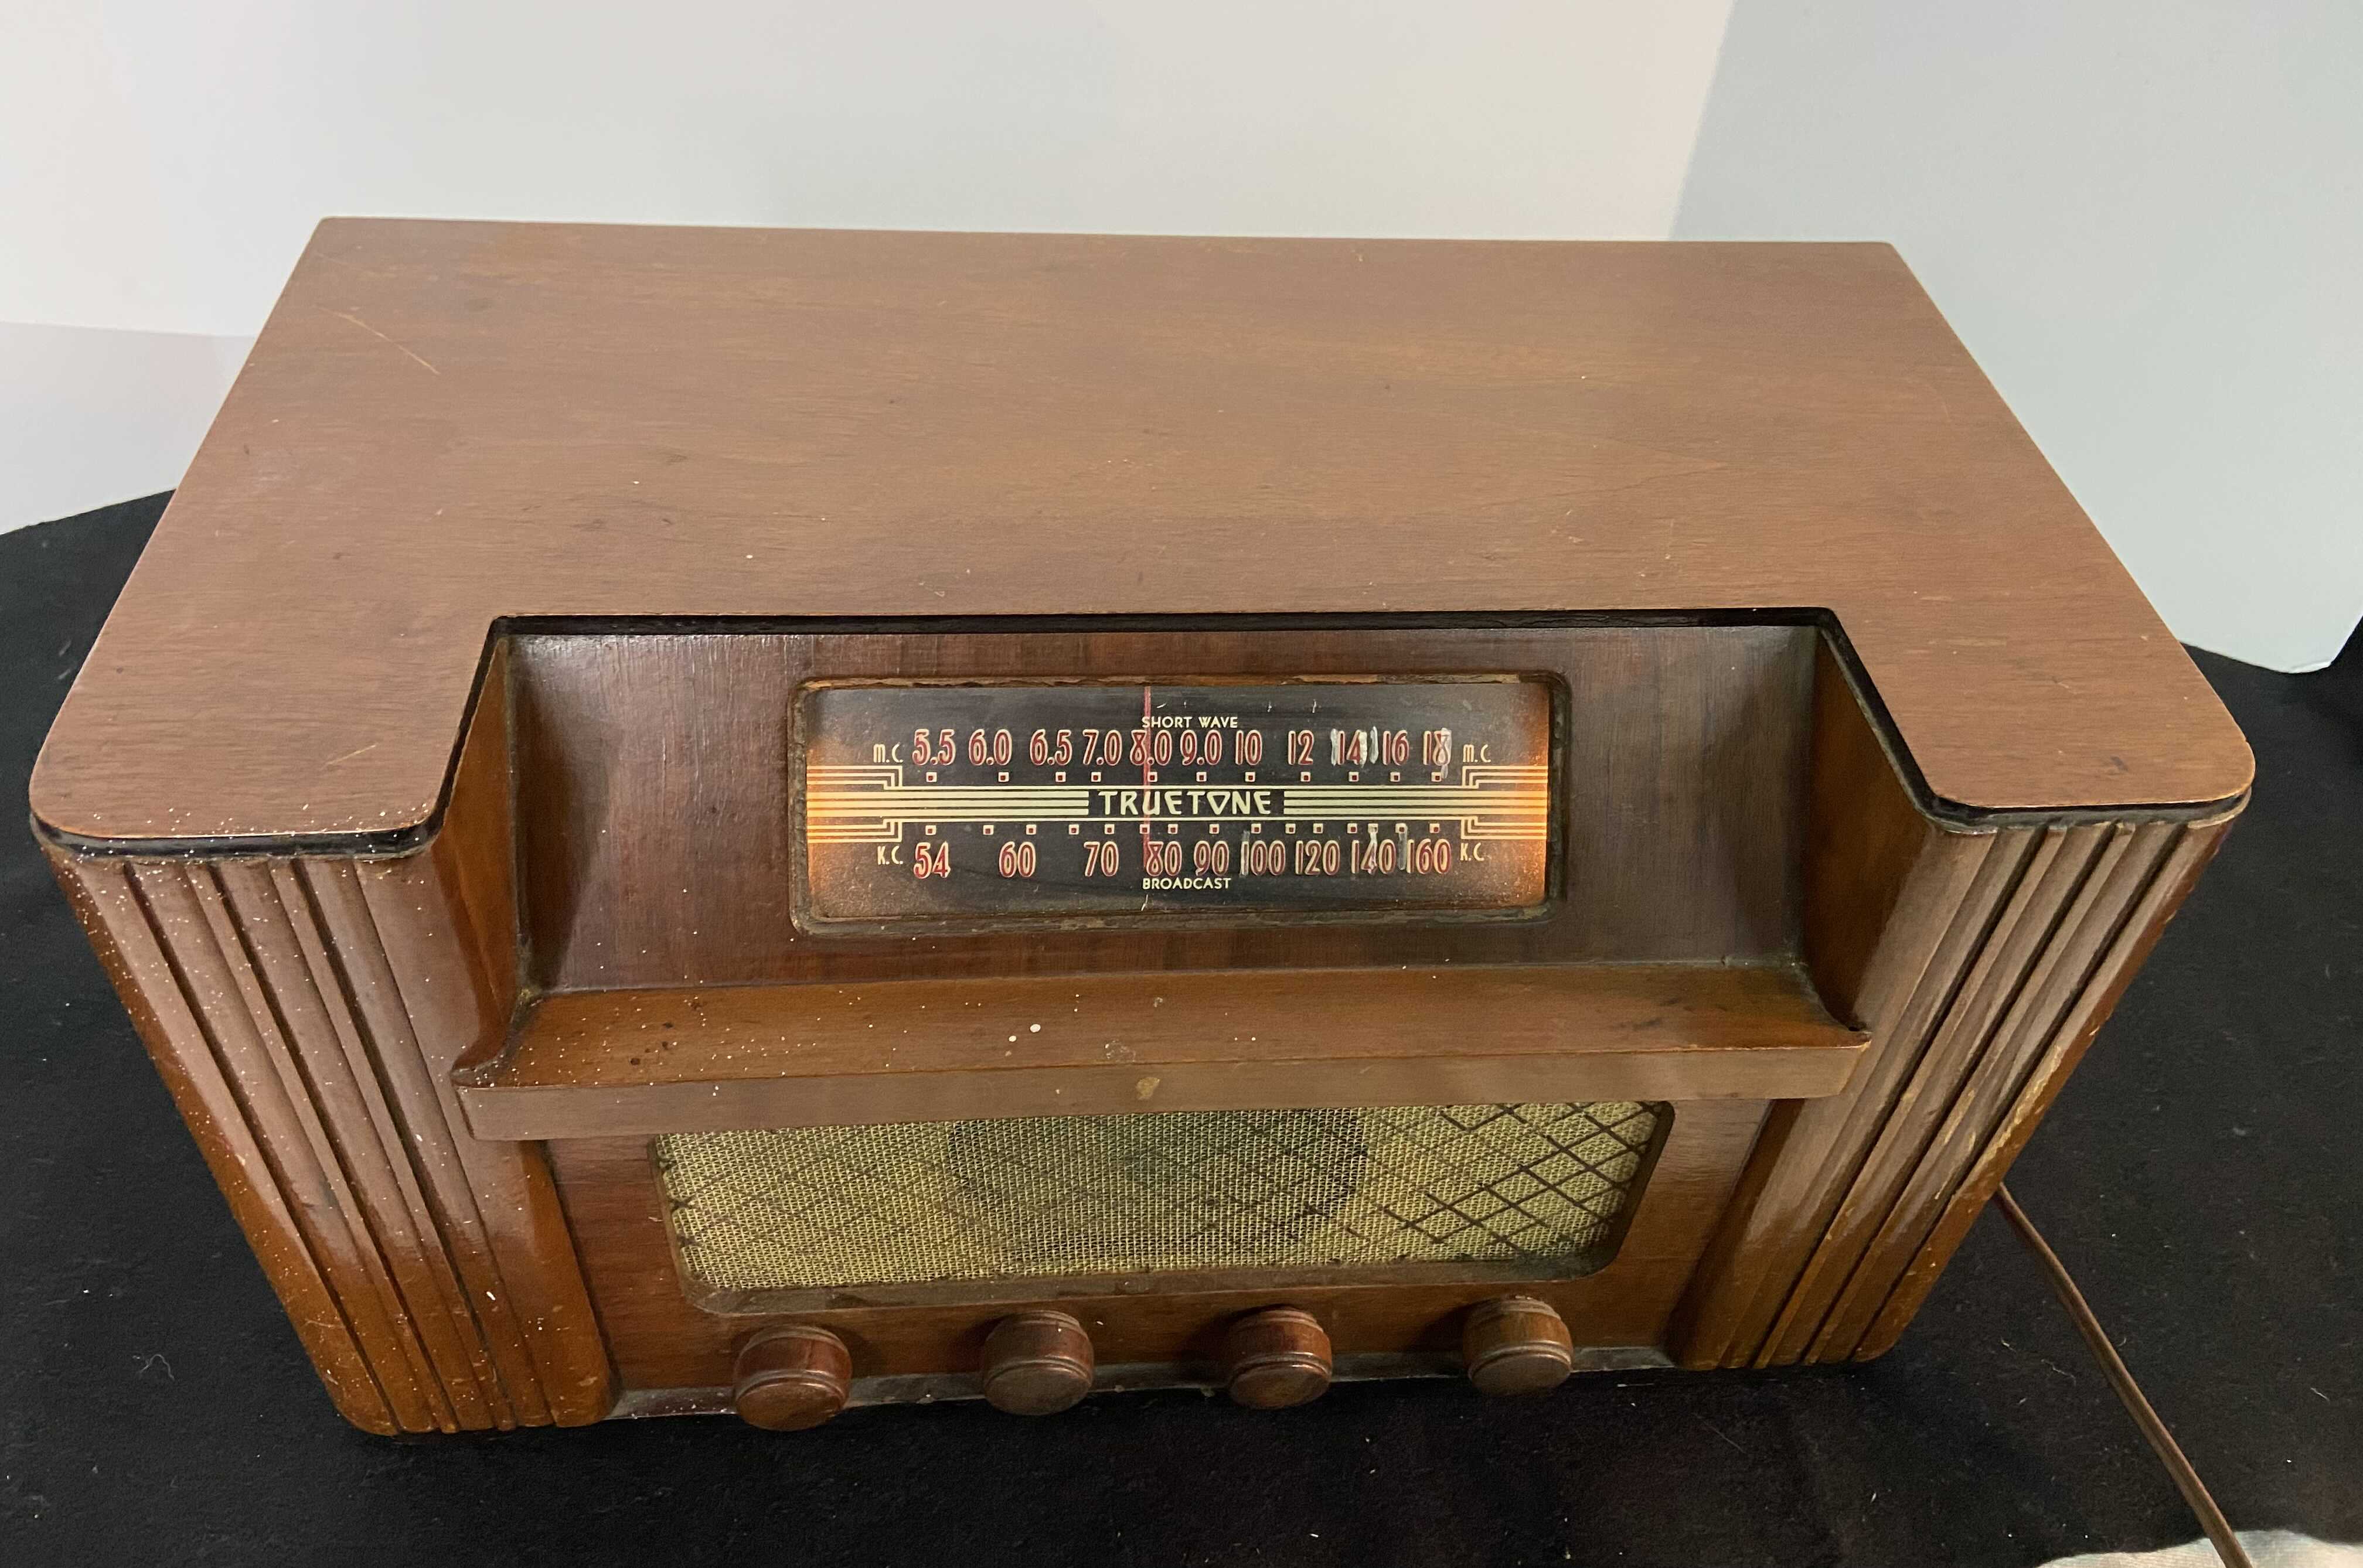 SHORT WAVE
M.C. 5.5 6.0 6.5 7.0 8.0 9.0 10 12 14 16 18 M.C.
TRUETONE
K.C. 54 60 70 80 90 100 120 140 160 K.C.
BROADCAST